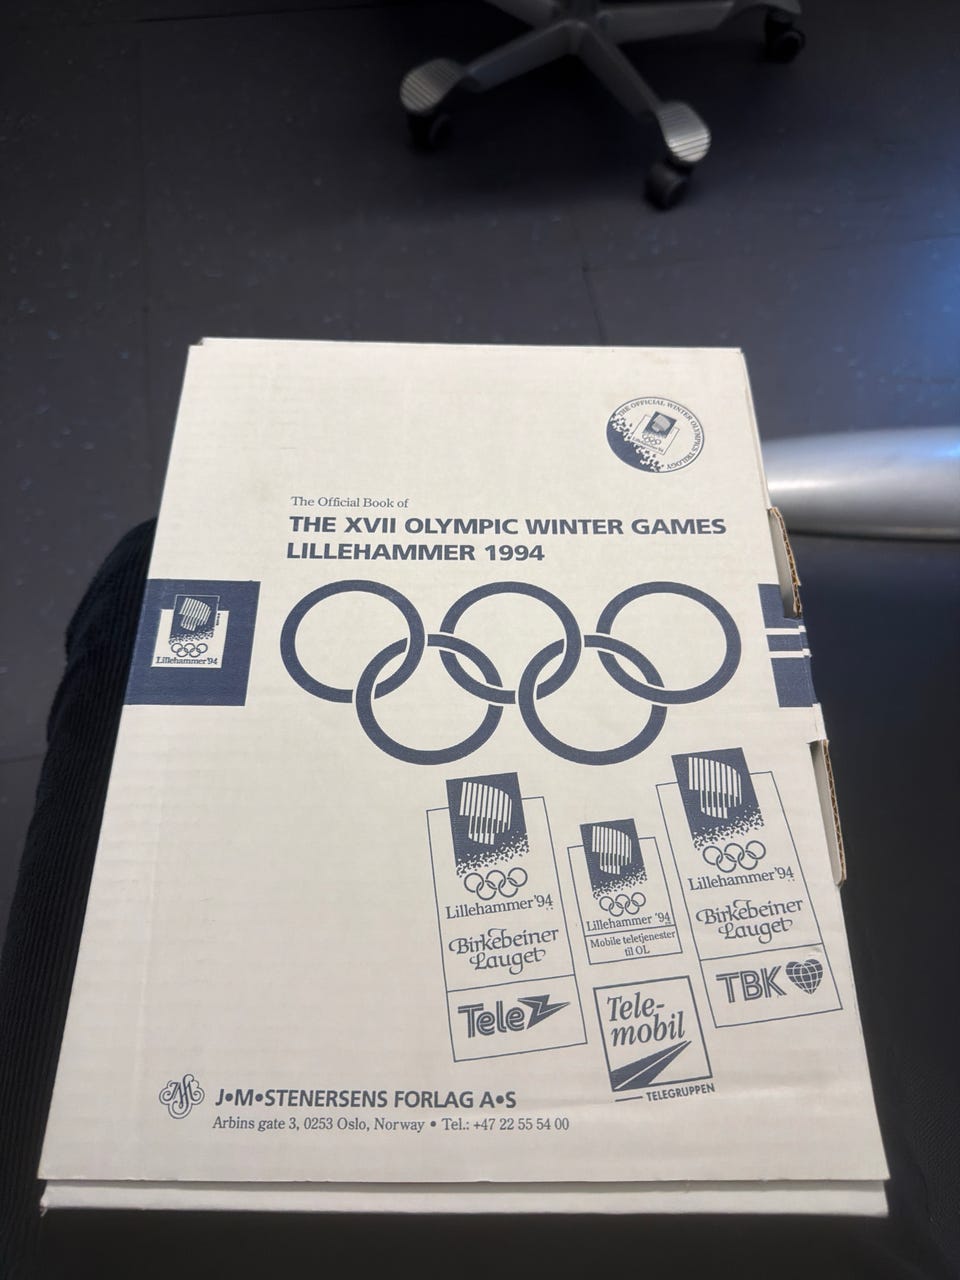 THE OFFICIAL WINTER OLYMPICS TRILOGY
The Official Book of
THE XVII OLYMPIC WINTER GAMES
LILLEHAMMER 1994
Lillehammer'94
Lillehammer'94
Birkebeiner
Lauget
Tele
Lillehammer '94
Mobile teletjenester
til OL
Tele-
mobil
TELEGRUPPEN
Lillehammer'94
Birkebeiner
Lauget
TBK
J•M•STENERSENS FORLAG A•S
Arbins gate 3, 0253 Oslo, Norway • Tel.: +47 22 55 54 00